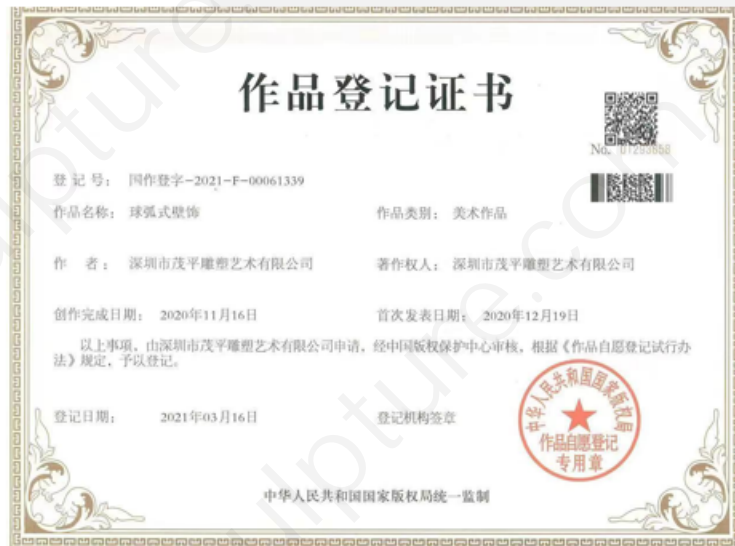 作品登记证书
No. 01293858
登 记 号： 国作登字-2021-F-00061339
作品名称： 球弧式壁饰 作品类别： 美术作品
作 者： 深圳市茂平雕塑艺术有限公司 著作权人： 深圳市茂平雕塑艺术有限公司
创作完成日期： 2020年11月16日 首次发表日期： 2020年12月19日
以上事项，由深圳市茂平雕塑艺术有限公司申请，经中国版权保护中心审核，根据《作品自愿登记试行办
法》规定，予以登记。
登记日期： 2021年03月16日 登记机构签章
中华人民共和国国家版权局
作品自愿登记
专用章
中华人民共和国国家版权局统一监制